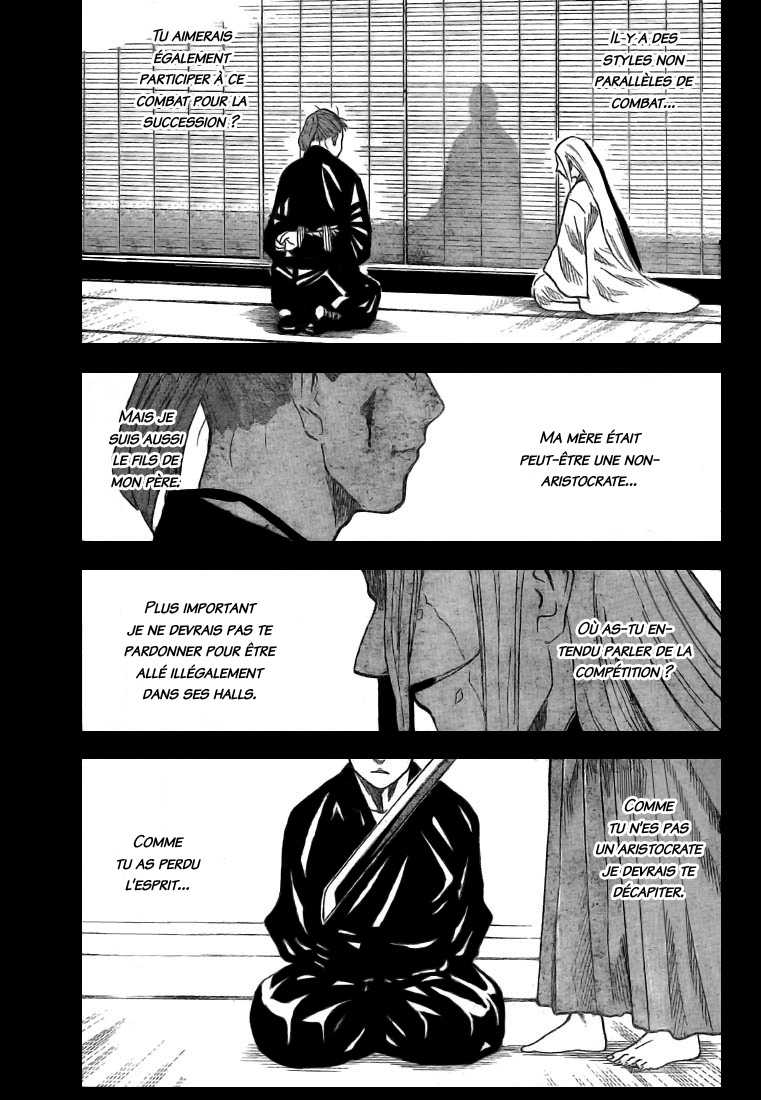 IL-Y A DES
STYLES NON
PARALLÈLES DE
COMBAT...
TU AIMERAIS
ÉGALEMENT
PARTICIPER À CE
COMBAT POUR LA
SUCCESSION ?
MA MÈRE ÉTAIT
PEUT-ÊTRE UNE NON-
ARISTOCRATE...
MAIS JE
SUIS AUSSI
LE FILS DE
MON PÈRE.
OÙ AS-TU EN-
TENDU PARLER DE LA
COMPÉTITION ?
PLUS IMPORTANT
JE NE DEVRAIS PAS TE
PARDONNER POUR ÊTRE
ALLÉ ILLÉGALEMENT
DANS SES HALLS.
COMME
TU N'ES PAS
UN ARISTOCRATE
JE DEVRAIS TE
DÉCAPITER.
COMME
TU AS PERDU
L'ESPRIT...